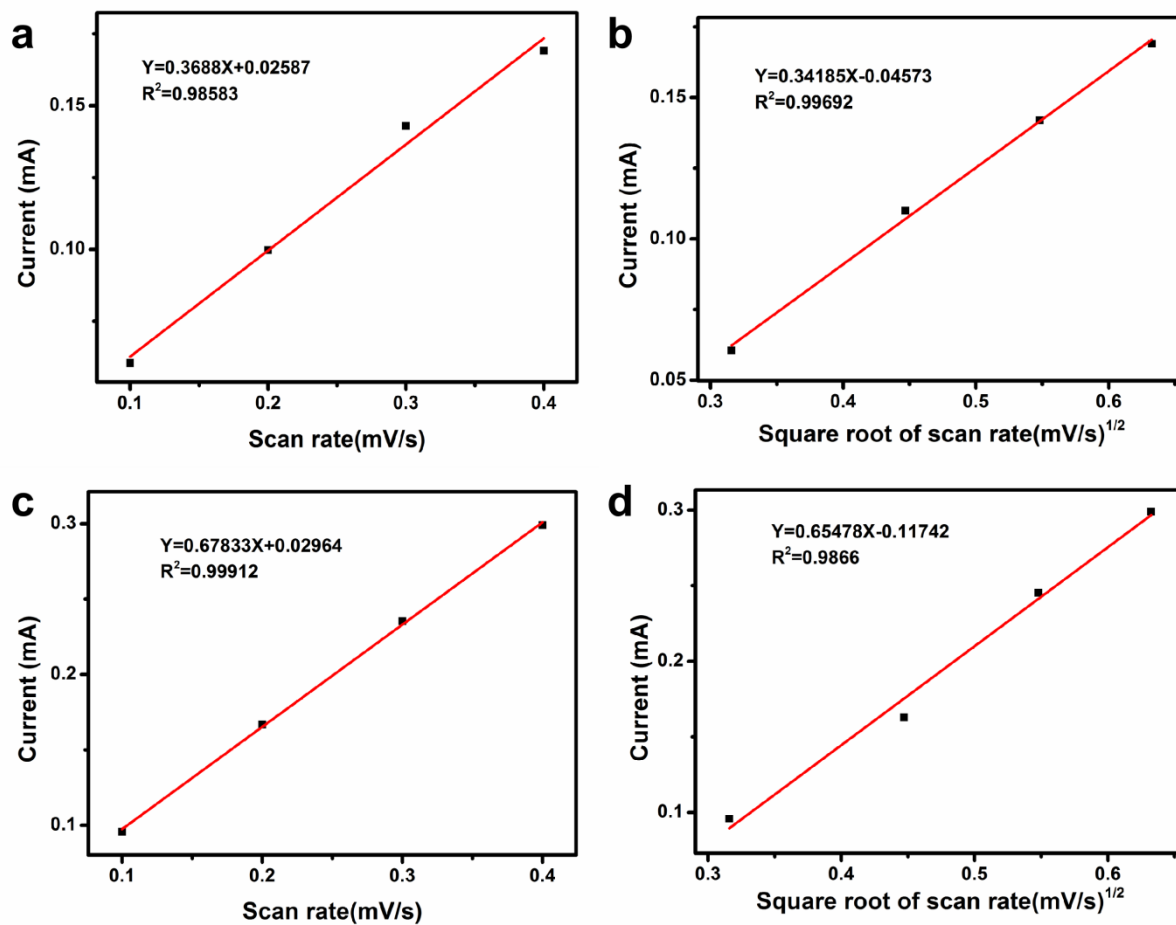 a
Y=0.3688X+0.02587
R²=0.98583
0.15
0.10
Current (mA)
0.1
0.2
0.3
0.4
Scan rate(mV/s)
b
Y=0.34185X-0.04573
R²=0.99692
0.15
0.10
0.05
Current (mA)
0.3
0.4
0.5
0.6
Square root of scan rate(mV/s)^1/2
c
Y=0.67833X+0.02964
R²=0.99912
0.3
0.2
0.1
Current (mA)
0.1
0.2
0.3
0.4
Scan rate(mV/s)
d
Y=0.65478X-0.11742
R²=0.9866
0.3
0.2
0.1
Current (mA)
0.3
0.4
0.5
0.6
Square root of scan rate(mV/s)^1/2